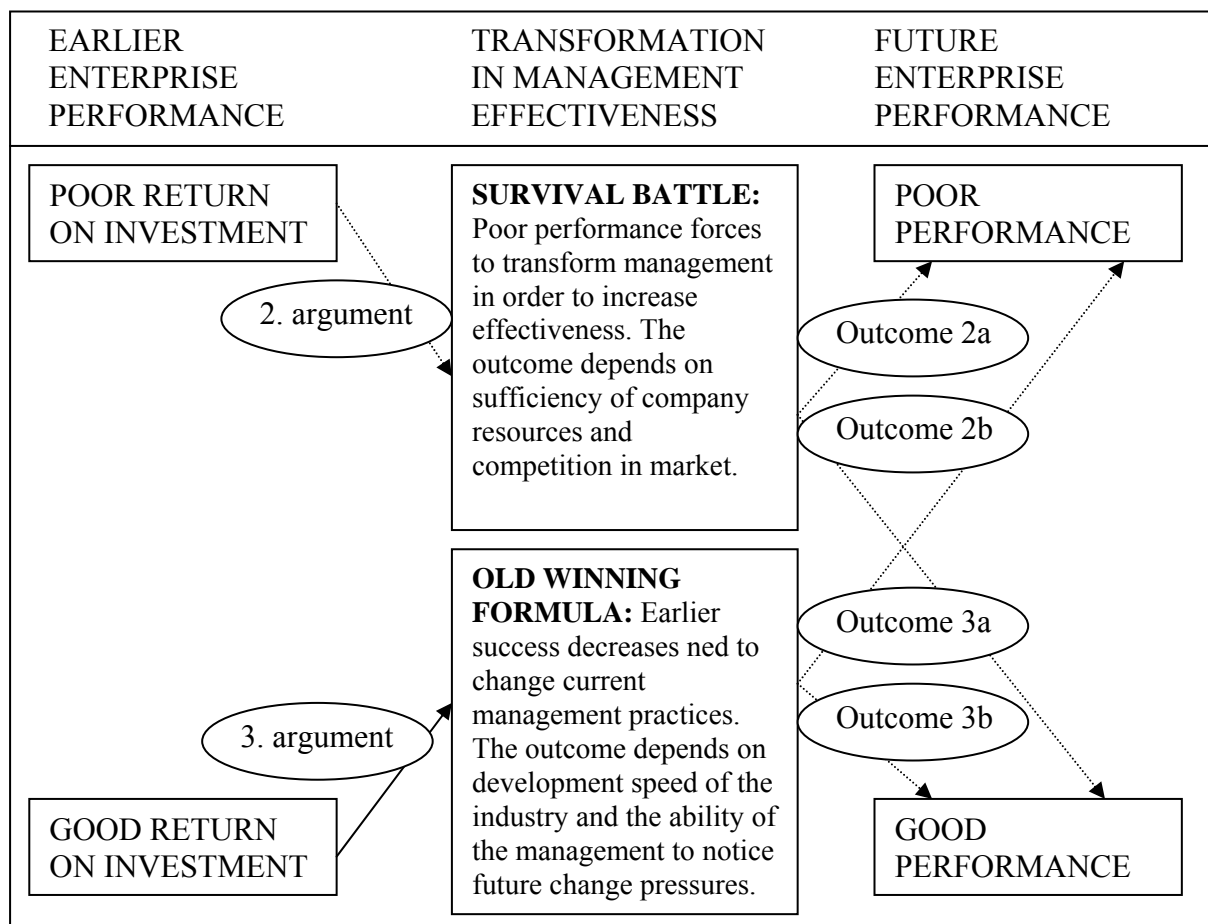 EARLIER
ENTERPRISE
PERFORMANCE
TRANSFORMATION
IN MANAGEMENT
EFFECTIVENESS
FUTURE
ENTERPRISE
PERFORMANCE
POOR RETURN
ON INVESTMENT
2. argument
SURVIVAL BATTLE:
Poor performance forces
to transform management
in order to increase
effectiveness. The
outcome depends on
sufficiency of company
resources and
competition in market.
POOR
PERFORMANCE
Outcome 2a
Outcome 2b
OLD WINNING
FORMULA: Earlier
success decreases ned to
change current
management practices.
The outcome depends on
development speed of the
industry and the ability of
the management to notice
future change pressures.
3. argument
GOOD RETURN
ON INVESTMENT
Outcome 3a
Outcome 3b
GOOD
PERFORMANCE